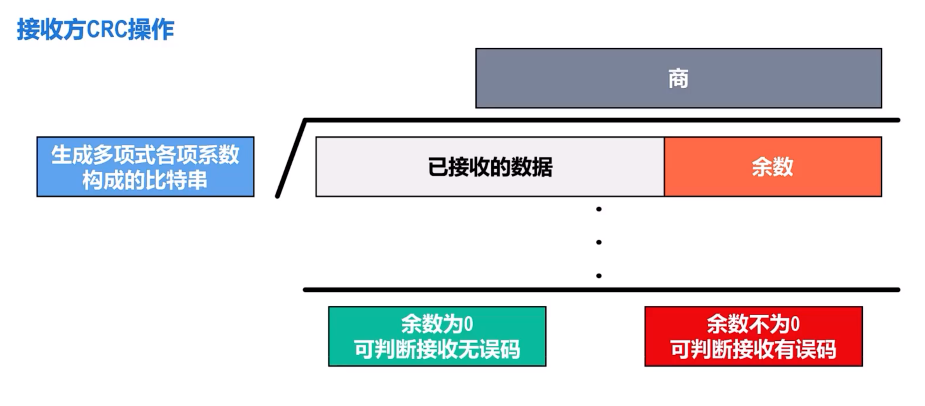 接收方CRC操作
商
生成多项式各项系数
构成的比特串
已接收的数据
余数
余数为0
可判断接收无误码
余数不为0
可判断接收有误码